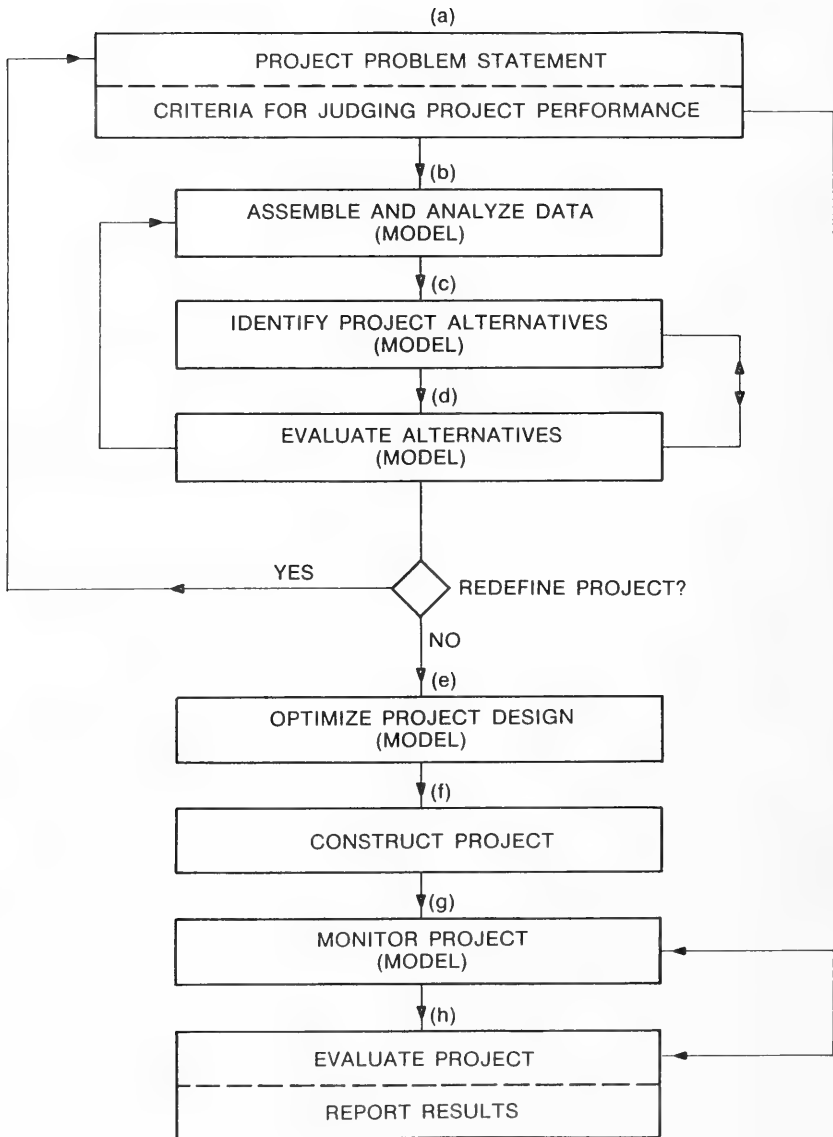 (a)
PROJECT PROBLEM STATEMENT
CRITERIA FOR JUDGING PROJECT PERFORMANCE
(b)
ASSEMBLE AND ANALYZE DATA
(MODEL)
(c)
IDENTIFY PROJECT ALTERNATIVES
(MODEL)
(d)
EVALUATE ALTERNATIVES
(MODEL)
YES
REDEFINE PROJECT?
NO
(e)
OPTIMIZE PROJECT DESIGN
(MODEL)
(f)
CONSTRUCT PROJECT
(g)
MONITOR PROJECT
(MODEL)
(h)
EVALUATE PROJECT
REPORT RESULTS